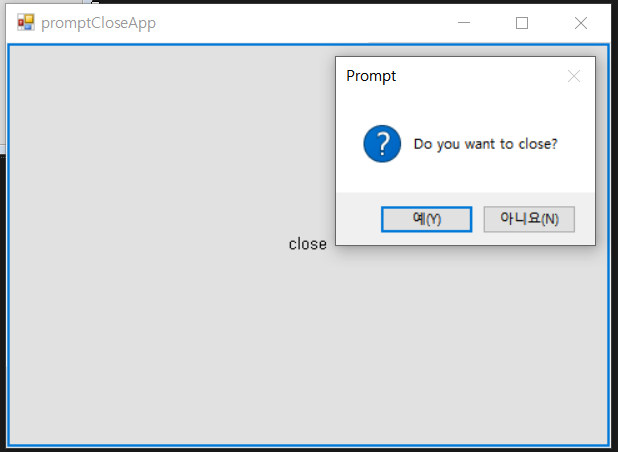 promptCloseApp
Prompt
Do you want to close?
예(Y)
아니요(N)
close